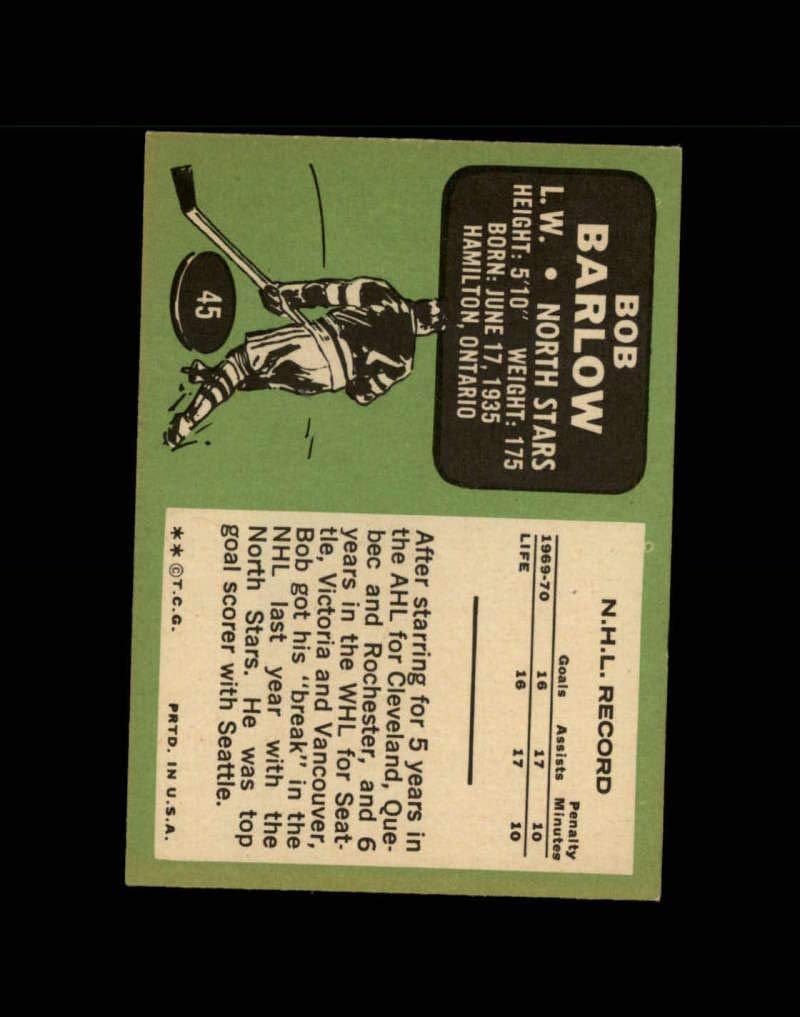 BOB
BARLOW
L.W. • NORTH STARS
HEIGHT: 5'10" WEIGHT: 175
BORN: JUNE 17, 1935
HAMILTON, ONTARIO
7
45
N.H.L. RECORD
Goals Assists Penalty Minutes
1969-70 16 17 10
LIFE 16 17 10
After starring for 5 years in
the AHL for Cleveland, Que-
bec and Rochester, and 6
years in the WHL for Seat-
tle, Victoria and Vancouver,
Bob got his "break" in the
NHL last year with the
North Stars. He was top
goal scorer with Seattle.
**©T.C.G. PRTD. IN U.S.A.